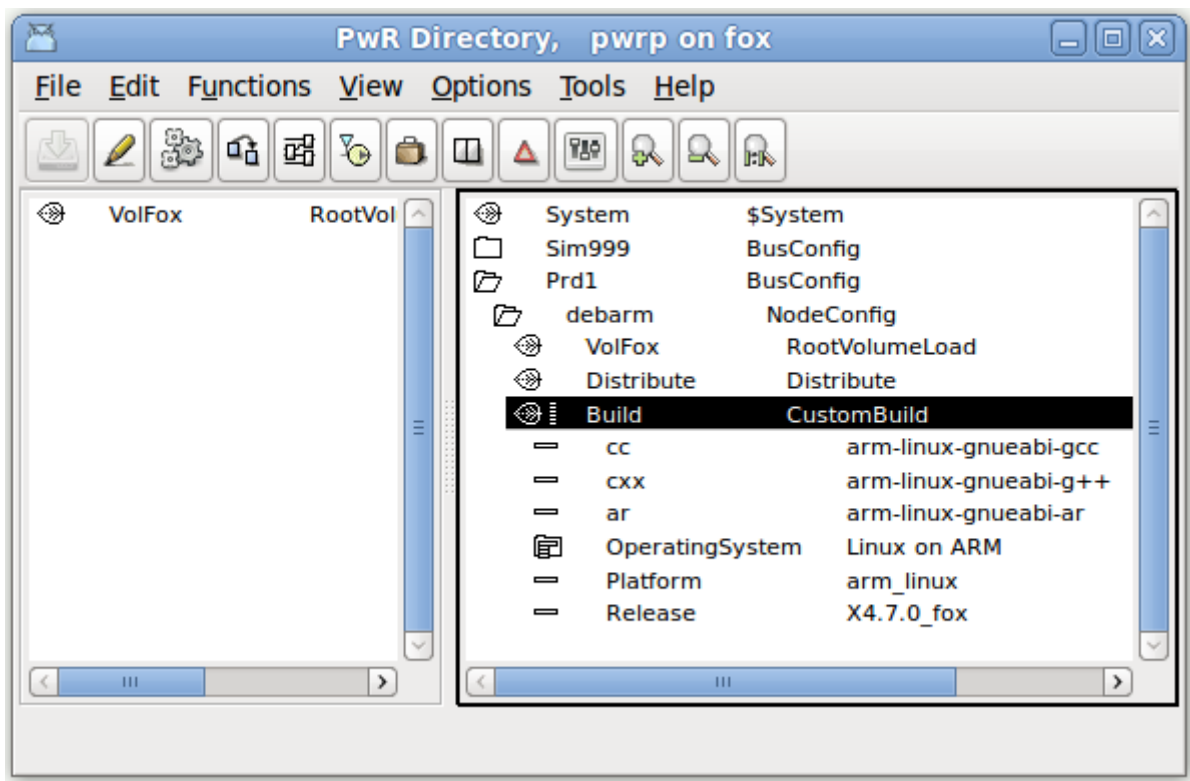 PwR Directory, pwrp on fox
File Edit Functions View Options Tools Help
VolFox RootVol
System $System
Sim999 BusConfig
Prd1 BusConfig
debarm NodeConfig
VolFox RootVolumeLoad
Distribute Distribute
Build CustomBuild
cc arm-linux-gnueabi-gcc
cxx arm-linux-gnueabi-g++
ar arm-linux-gnueabi-ar
OperatingSystem Linux on ARM
Platform arm_linux
Release X4.7.0_fox